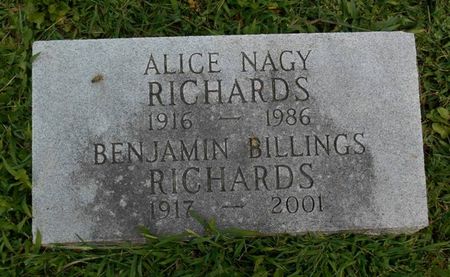 ALICE NAGY
RICHARDS
1916 — 1986
BENJAMIN BILLINGS
RICHARDS
1917 — 2001